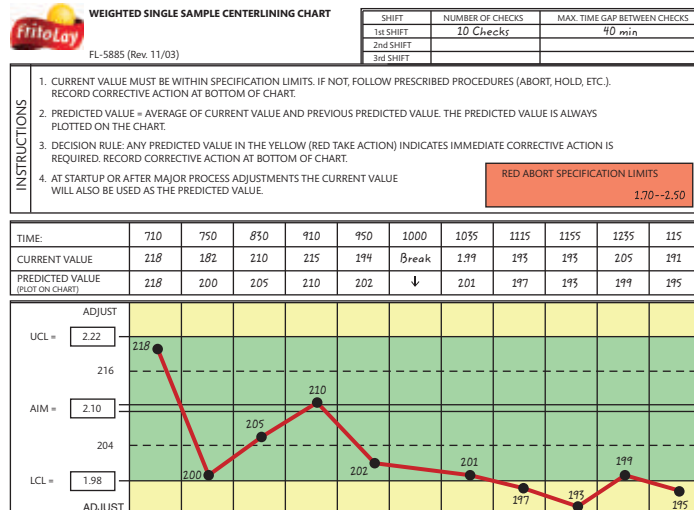 FritoLay
WEIGHTED SINGLE SAMPLE CENTERLINING CHART
FL-5885 (Rev. 11/03)
SHIFT NUMBER OF CHECKS MAX. TIME GAP BETWEEN CHECKS
1st SHIFT 10 Checks 40 min
2nd SHIFT
3rd SHIFT
INSTRUCTIONS
1. CURRENT VALUE MUST BE WITHIN SPECIFICATION LIMITS. IF NOT, FOLLOW PRESCRIBED PROCEDURES (ABORT, HOLD, ETC.).
RECORD CORRECTIVE ACTION AT BOTTOM OF CHART.
2. PREDICTED VALUE = AVERAGE OF CURRENT VALUE AND PREVIOUS PREDICTED VALUE. THE PREDICTED VALUE IS ALWAYS
PLOTTED ON THE CHART.
3. DECISION RULE: ANY PREDICTED VALUE IN THE YELLOW (RED TAKE ACTION) INDICATES IMMEDIATE CORRECTIVE ACTION IS
REQUIRED. RECORD CORRECTIVE ACTION AT BOTTOM OF CHART.
4. AT STARTUP OR AFTER MAJOR PROCESS ADJUSTMENTS THE CURRENT VALUE
WILL ALSO BE USED AS THE PREDICTED VALUE.
RED ABORT SPECIFICATION LIMITS
1.70--2.50
TIME: 710 750 830 910 950 1000 1035 1115 1155 1235 115
CURRENT VALUE 218 182 210 215 194 Break 1.99 193 193 205 191
PREDICTED VALUE 218 200 205 210 202 ↓ 201 197 193 199 195
(PLOT ON CHART)
ADJUST
UCL = 2.22
218
216
210
AIM = 2.10
205
204
202
201
199
200
LCL = 1.98
197
193
195
ADJUST